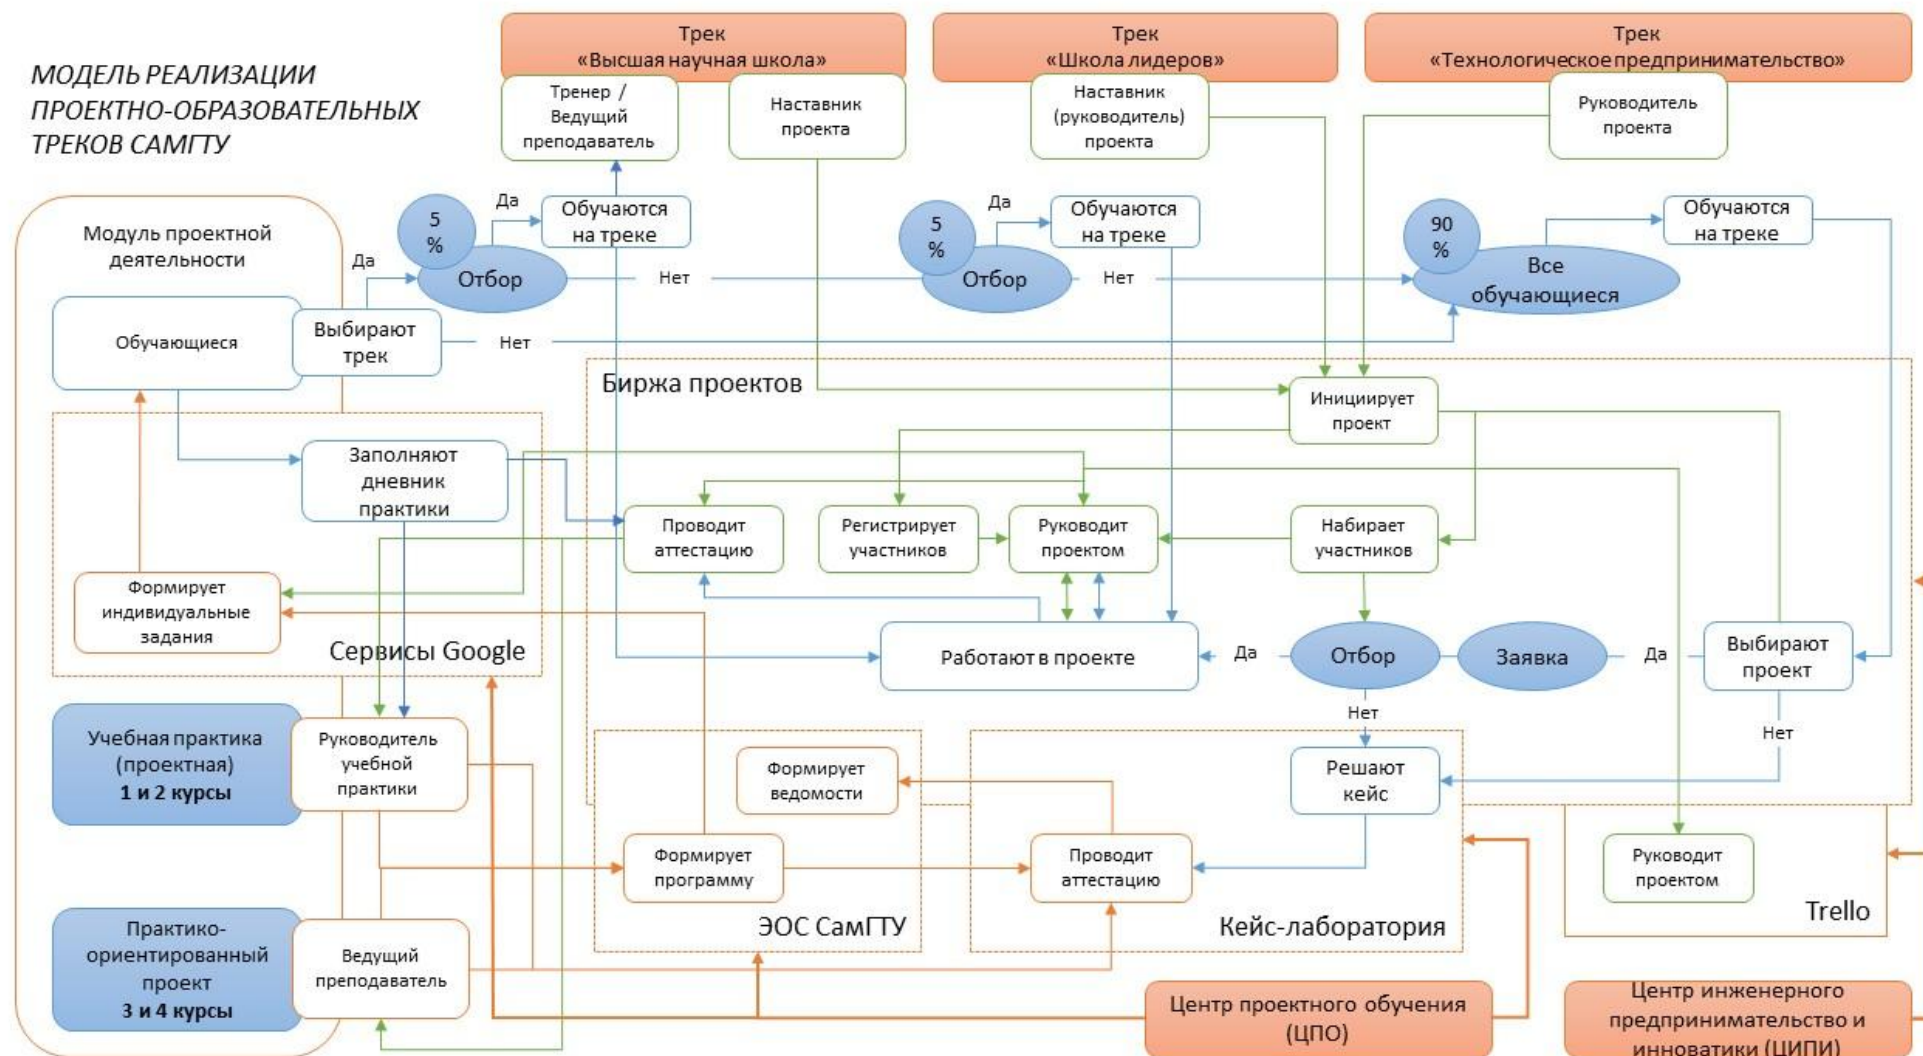 МОДЕЛЬ РЕАЛИЗАЦИИ
ПРОЕКТНО-ОБРАЗОВАТЕЛЬНЫХ
ТРЕКОВ САМГТУ
Трек
«Высшая научная школа»
Трек
«Школа лидеров»
Трек
«Технологическое предпринимательство»
Тренер /
Ведущий
преподаватель
Наставник
проекта
Наставник
(руководитель)
проекта
Руководитель
проекта
Модуль проектной
деятельности
5
%
Да
Обучаются
на треке
5
%
Да
Обучаются
на треке
90
%
Обучаются
на треке
Да
Отбор
Нет
Отбор
Нет
Все
обучающиеся
Обучающиеся
Выбирают
трек
Нет
Биржа проектов
Инициирует
проект
Заполняют
дневник
практики
Проводит
аттестацию
Регистрирует
участников
Руководит
проектом
Набирает
участников
Формирует
индивидуальные
задания
Сервисы Google
Работают в проекте
Да
Отбор
Заявка
Да
Выбирают
проект
Нет
Нет
Учебная практика
(проектная)
1 и 2 курсы
Руководитель
учебной
практики
Формирует
ведомости
Решают
кейс
Формирует
программу
Проводит
аттестацию
Руководит
проектом
ЭОС СамГТУ
Кейс-лаборатория
Trello
Практико-
ориентированный
проект
3 и 4 курсы
Ведущий
преподаватель
Центр проектного обучения
(ЦПО)
Центр инженерного
предпринимательство и
инноватики (ЦИПИ)